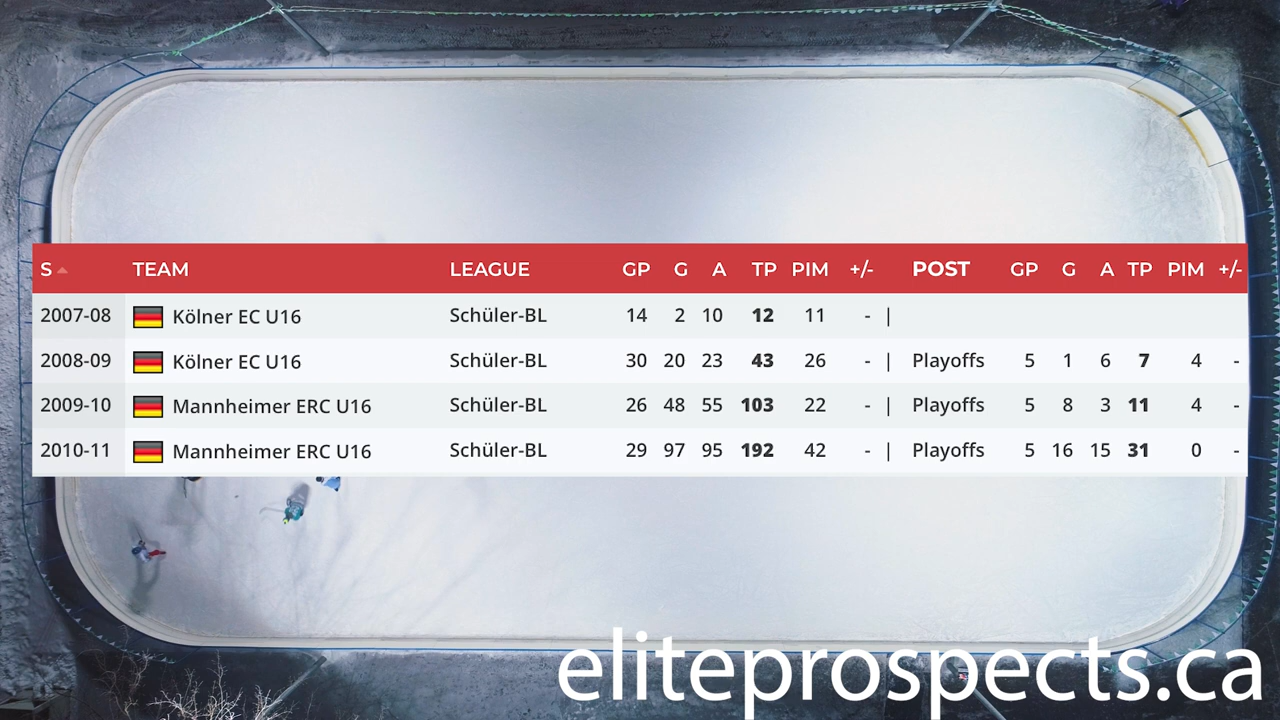 S TEAM LEAGUE GP G A TP PIM +/- POST GP G A TP PIM +/-
2007-08 Kölner EC U16 Schüler-BL 14 2 10 12 11 - |
2008-09 Kölner EC U16 Schüler-BL 30 20 23 43 26 - | Playoffs 5 1 6 7 4 -
2009-10 Mannheimer ERC U16 Schüler-BL 26 48 55 103 22 - | Playoffs 5 8 3 11 4 -
2010-11 Mannheimer ERC U16 Schüler-BL 29 97 95 192 42 - | Playoffs 5 16 15 31 0 -
eliteprospects.ca